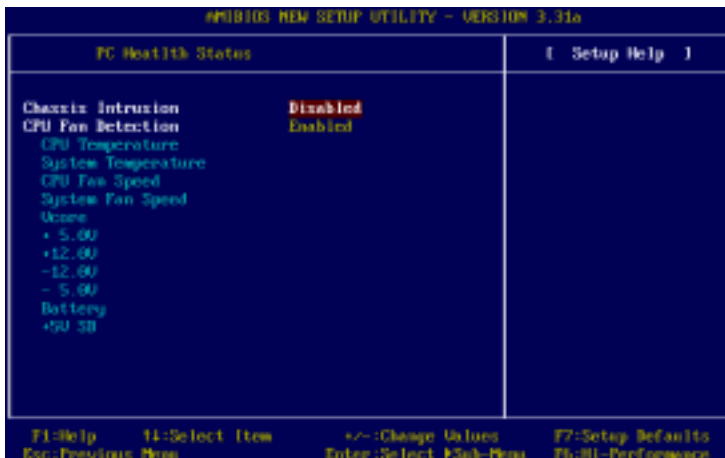 AMIBIOS NEW SETUP UTILITY - VERSION 3.31a
PC Heatlth Status
[ Setup Help ]
Chassis Intrusion Disabled
CPU Fan Detection Enabled
CPU Temperature
System Temperature
CPU Fan Speed
System Fan Speed
Vcore
+ 5.0V
+12.0V
-12.0V
- 5.0V
Battery
+5V SB
F1:Help ↑↓:Select Item +/-:Change Values F7:Setup Defaults
Esc:Previous Menu Enter:Select ▶Sub-Menu F6:Hi-Performance